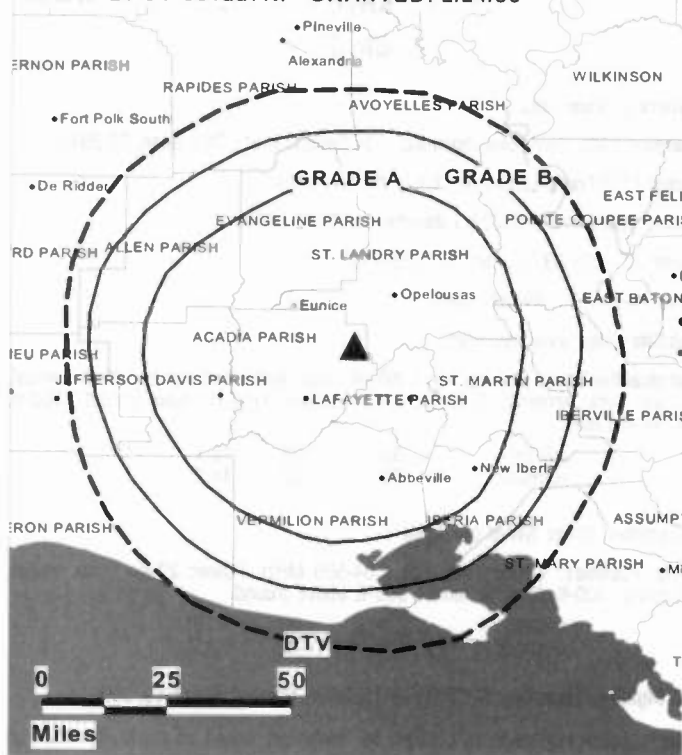 Pineville
Alexandria
ERNON PARISH
RAPIDES PARISH
WILKINSON
AVOYELLES PARISH
Fort Polk South
GRADE A
GRADE B
De Ridder
EAST FELI
EVANGELINE PARISH
POINTE COUPEE PARIS
RD PARISH
ALLEN PARISH
ST. LANDRY PARISH
Opelousas
EAST BATON
Eunice
ACADIA PARISH
IEU PARISH
JEFFERSON DAVIS PARISH
ST. MARTIN PARISH
LAFAYETTE PARISH
IBERVILLE PARIS
New Iberia
Abbeville
ERON PARISH
VERMILION PARISH
IBERIA PARISH
ASSUMPT
ST. MARY PARISH
DTV
0 25 50
Miles